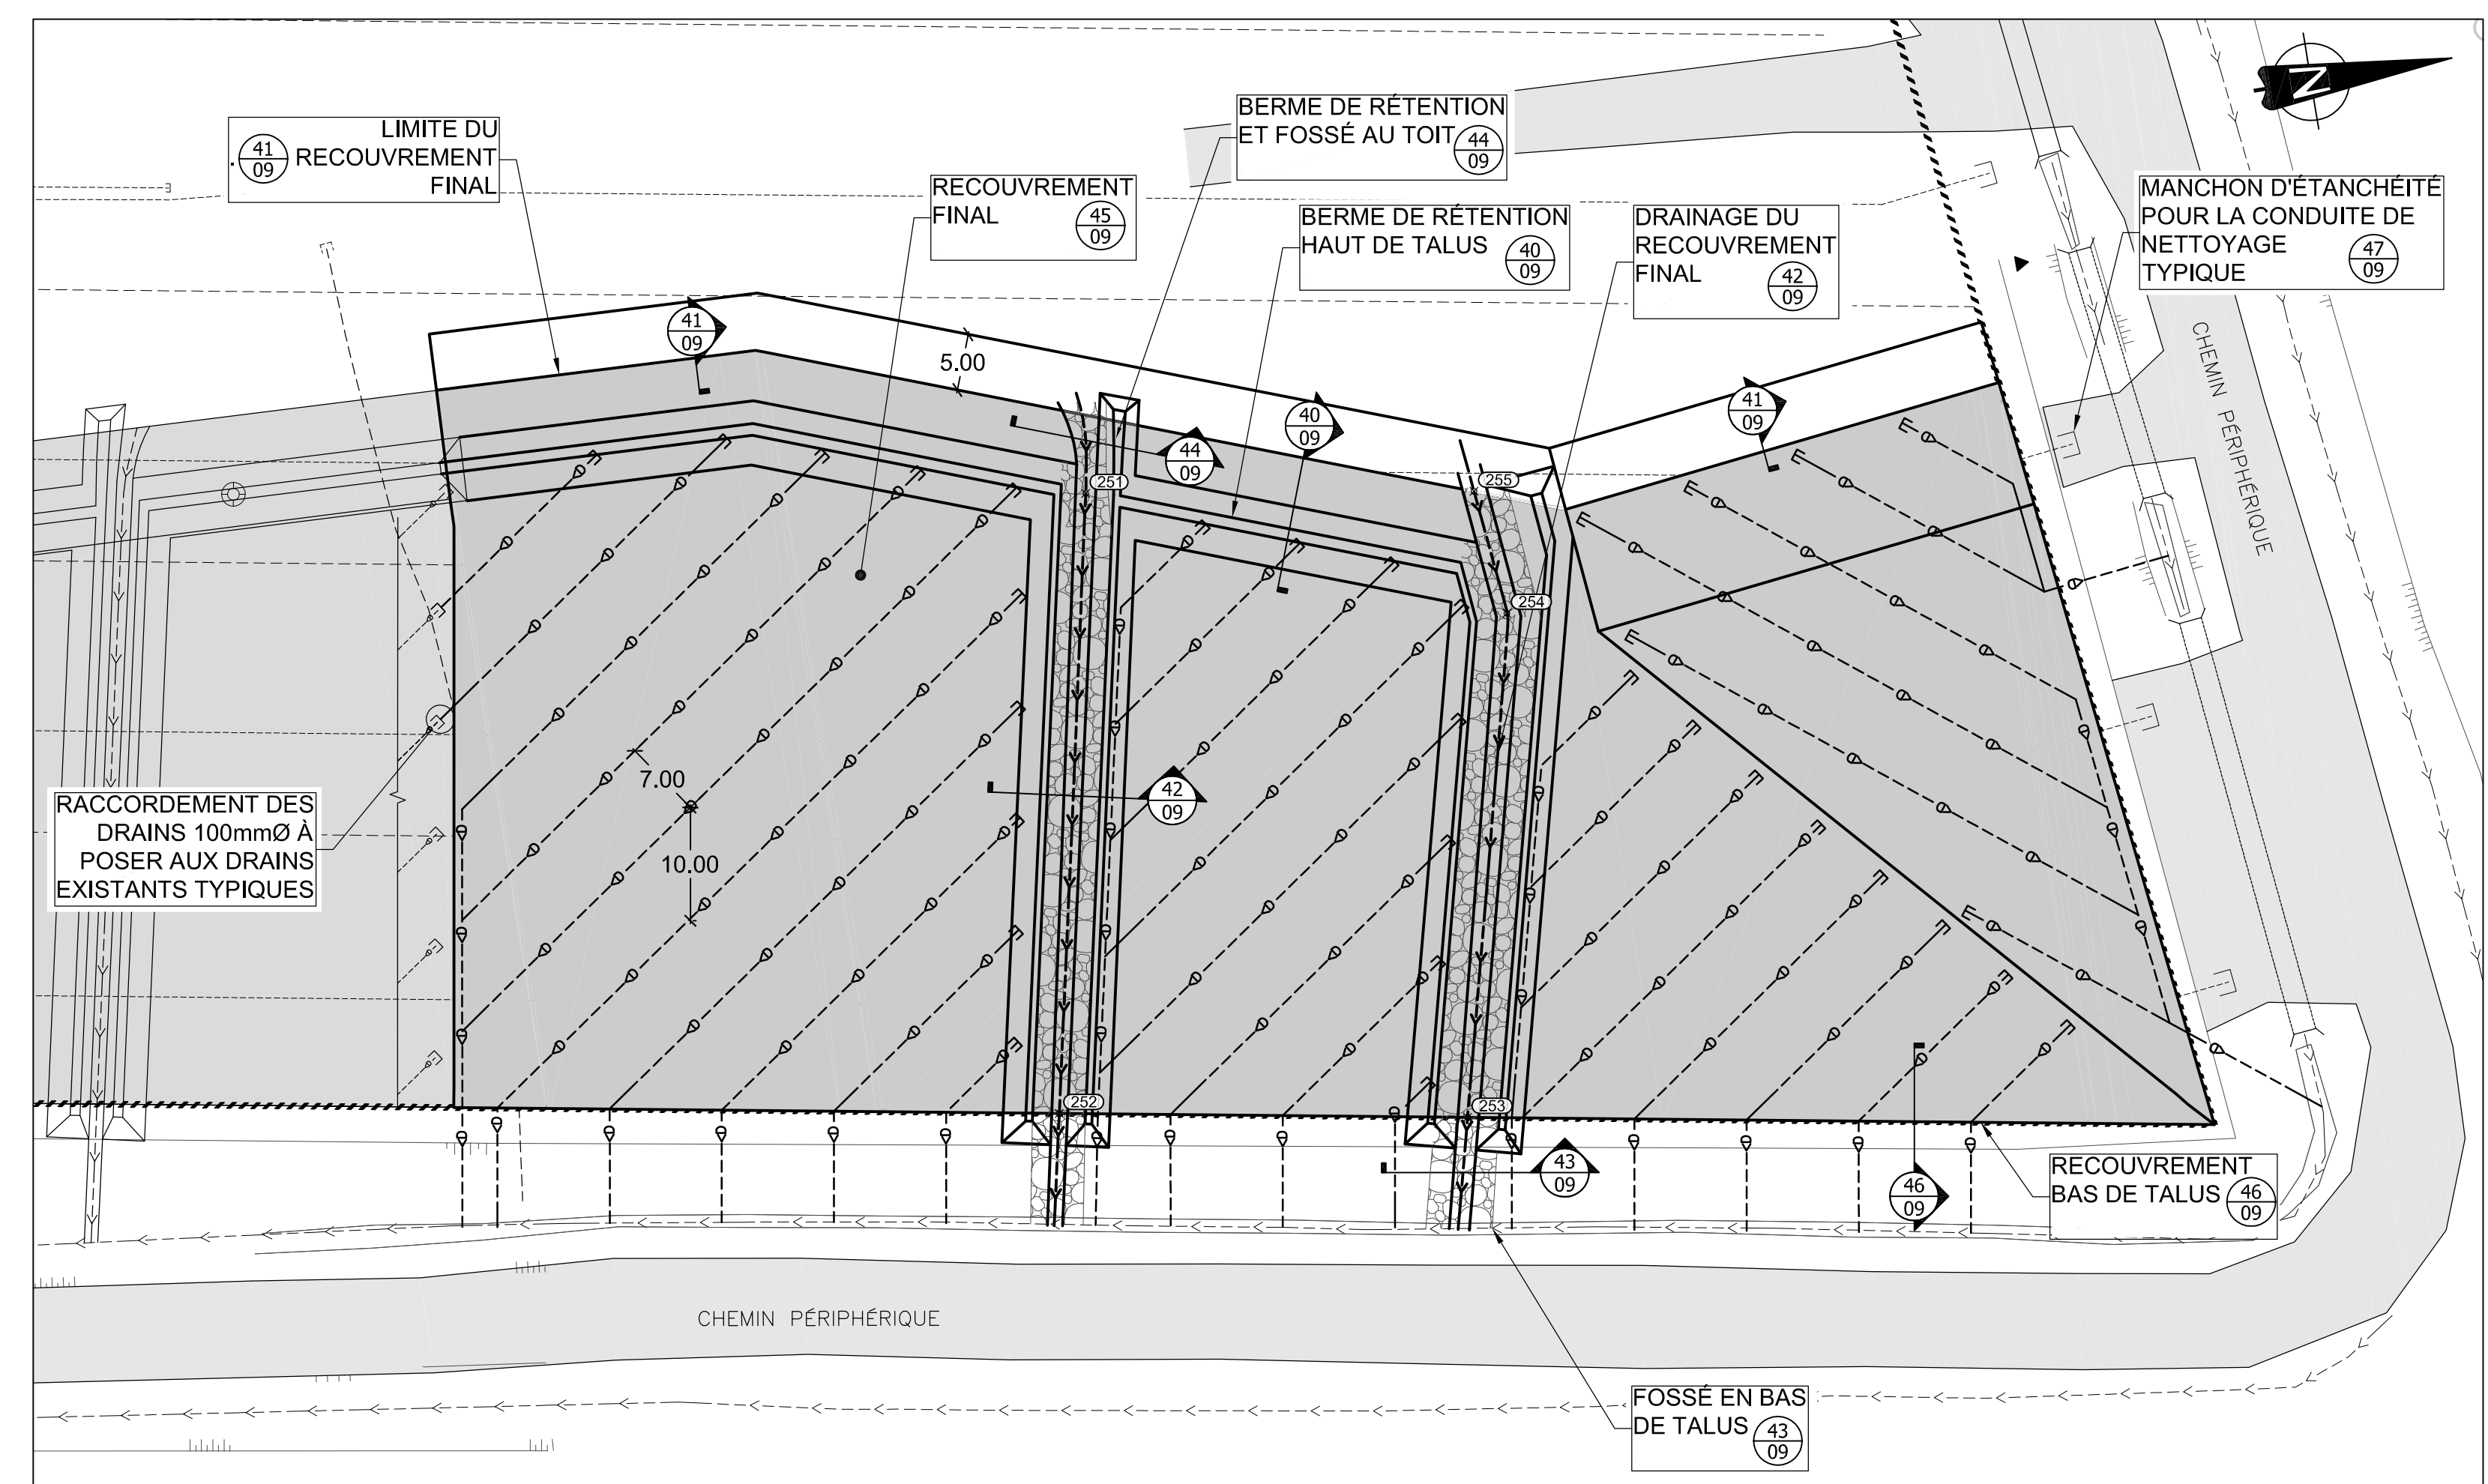 BERME DE RÉTENTION
ET FOSSÉ AU TOIT
44
09
LIMITE DU
RECOUVREMENT
FINAL
41
09
RECOUVREMENT
FINAL
45
09
BERME DE RÉTENTION
HAUT DE TALUS
40
09
DRAINAGE DU
RECOUVREMENT
FINAL
42
09
MANCHON D'ÉTANCHÉITÉ
POUR LA CONDUITE DE
NETTOYAGE
TYPIQUE
47
09
N
CHEMIN PÉRIPHÉRIQUE
41
09
5.00
40
09
41
09
44
09
251
255
254
7.00
10.00
42
09
RACCORDEMENT DES
DRAINS 100mmØ À
POSER AUX DRAINS
EXISTANTS TYPIQUES
252
253
43
09
46
09
RECOUVREMENT
BAS DE TALUS
46
09
CHEMIN PÉRIPHÉRIQUE
FOSSÉ EN BAS
DE TALUS
43
09